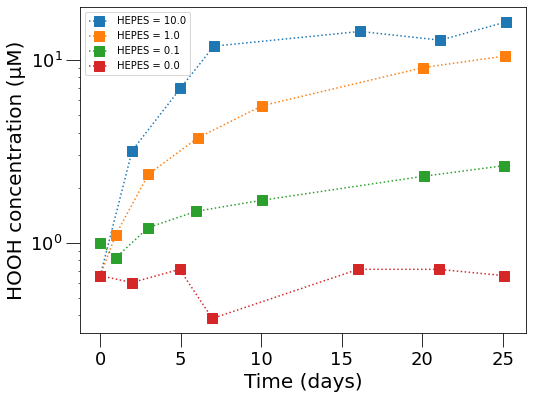 HEPES = 10.0
HEPES = 1.0
HEPES = 0.1
HEPES = 0.0
HOOH concentration (μM)
10¹
10⁰
0 5 10 15 20 25
Time (days)